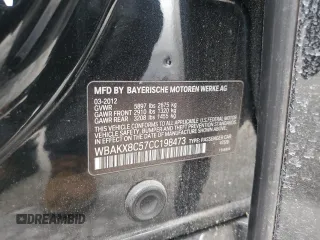 MFD. BY BAYERISCHE MOTOREN WERKE AG
03-2012
GVWR 5897 lbs 2675 kg
GAWR FRONT 2910 lbs 1320 kg
GAWR REAR 3208 lbs 1455 kg
THIS VEHICLE CONFORMS TO ALL APPLICABLE
FEDERAL MOTOR VEHICLE SAFETY, BUMPER,
AND THEFT PREVENTION STANDARDS IN EFFECT
ON THE DATE OF MANUFACTURE SHOWN ABOVE.
WBAKX8C57CC198473 TYPE: PASSENGER CAR
DREAMBID